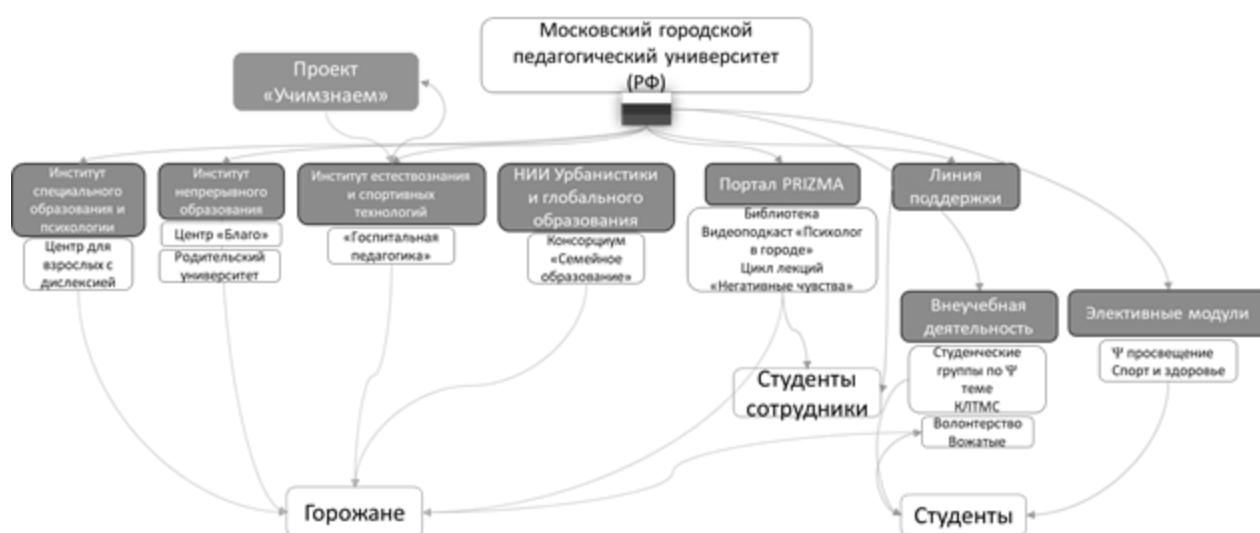 Московский городской
педагогический университет
(РФ)
Проект
«Учимзнаем»
Институт
специального
образования и
психологии
Центр для
взрослых с
дислексией
Институт
непрерывного
образования
Центр «Благо»
Родительский
университет
Институт естествознания
и спортивных
технологий
«Госпитальная
педагогика»
НИИ Урбанистики
и глобального
образования
Консорциум
«Семейное
образование»
Портал PRIZMA
Библиотека
Видеоподкаст «Психолог
в городе»
Цикл лекций
«Негативные чувства»
Линия
поддержки
Внеучебная
деятельность
Студенческие
группы по Ψ
теме
КЛТМС
Волонтерство
Вожатые
Элективные модули
Ψ просвещение
Спорт и здоровье
Студенты
сотрудники
Горожане
Студенты